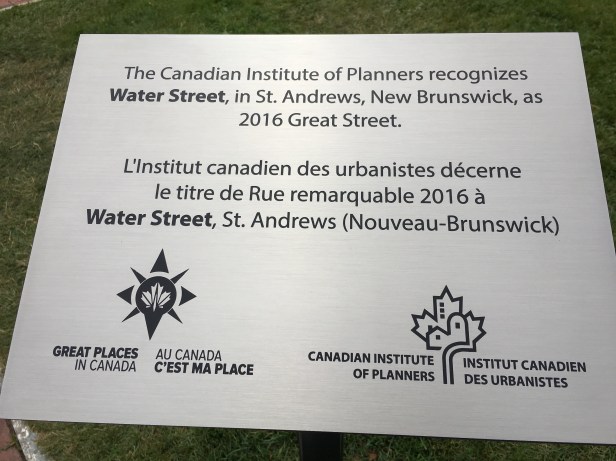 The Canadian Institute of Planners recognizes
Water Street, in St. Andrews, New Brunswick, as
2016 Great Street.
L'Institut canadien des urbanistes décerne
le titre de Rue remarquable 2016 à
Water Street, St. Andrews (Nouveau-Brunswick)
GREAT PLACES
IN CANADA
AU CANADA
C'EST MA PLACE
CANADIAN INSTITUTE
OF PLANNERS
INSTITUT CANADIEN
DES URBANISTES